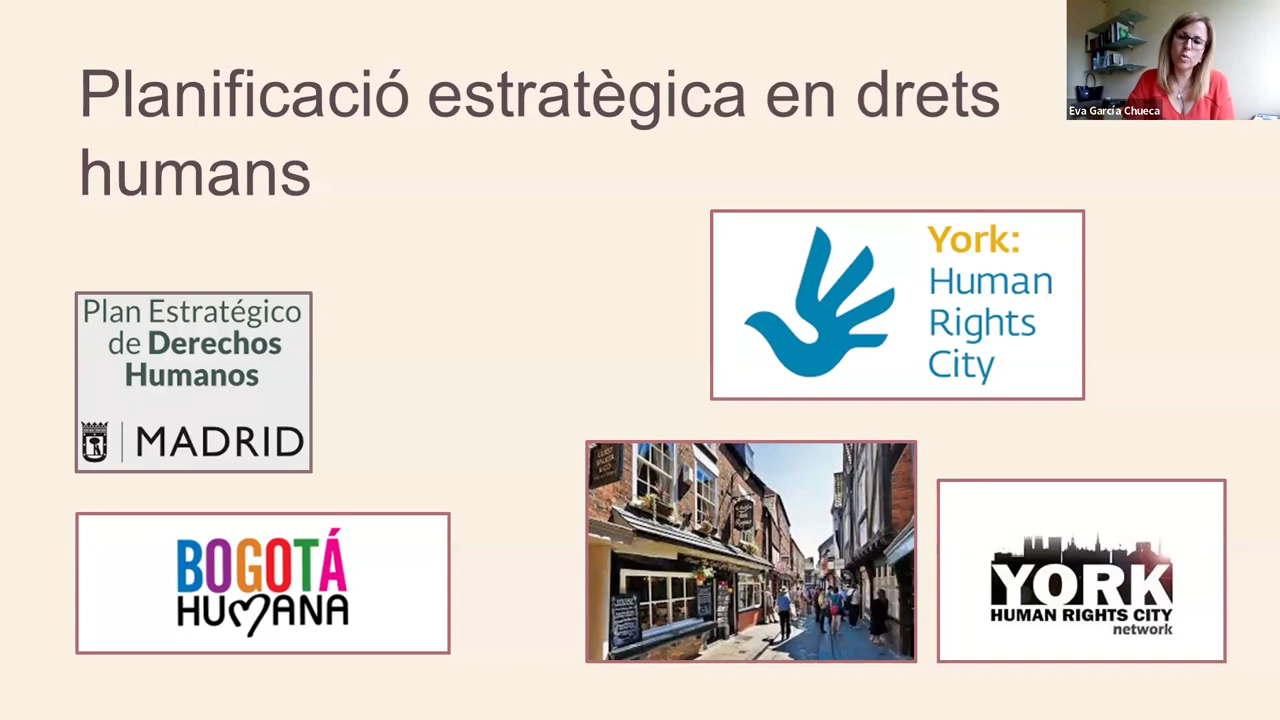 Planificació estratègica en drets
humans
Eva García Chueca
York:
Human
Rights
City
Plan Estratégico
de Derechos
Humanos
MADRID
BOGOTÁ
HUMANA
YORK
HUMAN RIGHTS CITY
network